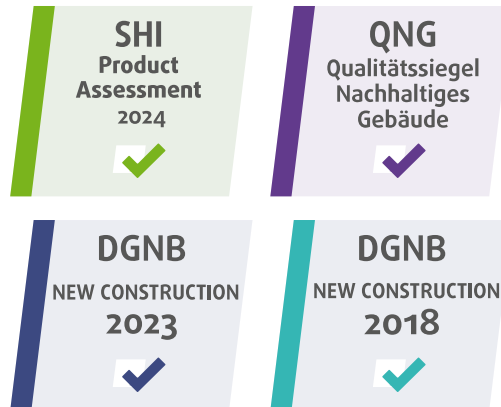 SHI
Product
Assessment
2024
QNG
Qualitätssiegel
Nachhaltiges
Gebäude
DGNB
NEW CONSTRUCTION
2023
DGNB
NEW CONSTRUCTION
2018